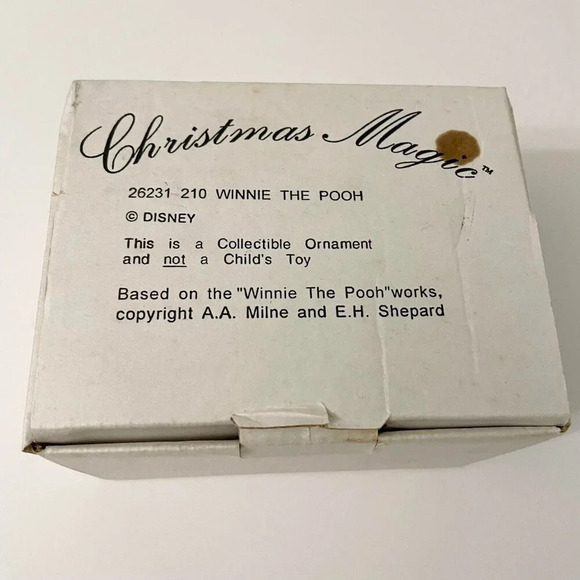 Christmas Magic™
26231 210 WINNIE THE POOH
© DISNEY
This is a Collectible Ornament
and not a Child's Toy
Based on the "Winnie The Pooh"works,
copyright A.A. Milne and E.H. Shepard